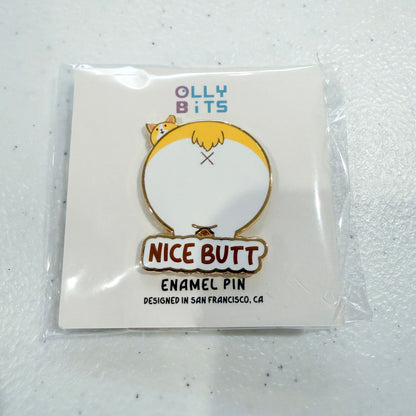 OLLY
BiTS
NICE BUTT
ENAMEL PIN
DESIGNED IN SAN FRANCISCO, CA